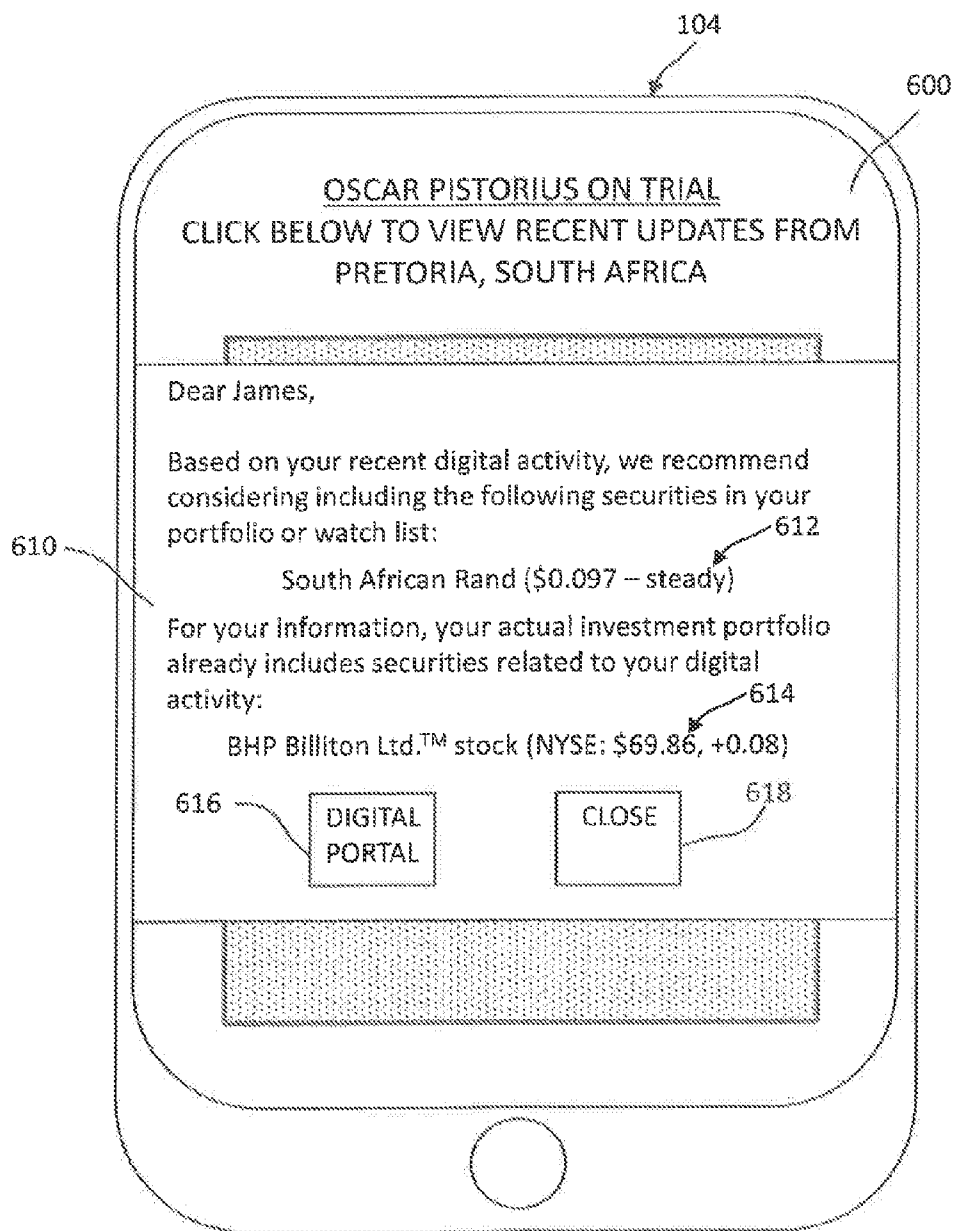 104
600
OSCAR PISTORIUS ON TRIAL
CLICK BELOW TO VIEW RECENT UPDATES FROM
PRETORIA, SOUTH AFRICA
Dear James,
Based on your recent digital activity, we recommend
considering including the following securities in your
portfolio or watch list:
612
610
South African Rand ($0.097 – steady)
For your information, your actual investment portfolio
already includes securities related to your digital
activity:
614
BHP Billiton Ltd.™ stock (NYSE: $69.86, +0.08)
616
DIGITAL
PORTAL
CLOSE
618